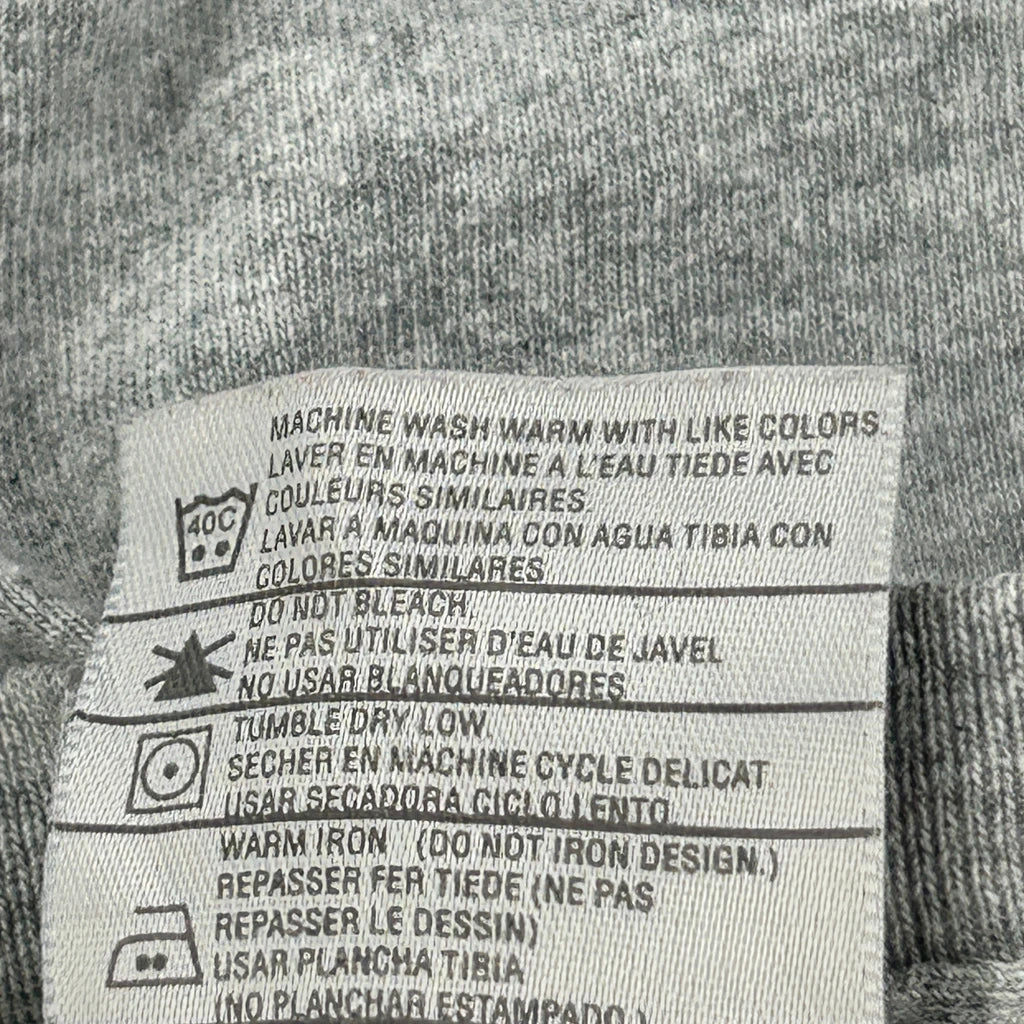 MACHINE WASH WARM WITH LIKE COLORS.
LAVER EN MACHINE A L'EAU TIEDE AVEC
COULEURS SIMILAIRES
40C
LAVAR A MAQUINA CON AGUA TIBIA CON
COLORES SIMILARES
DO NOT BLEACH.
NE PAS UTILISER D'EAU DE JAVEL
NO USAR BLANQUEADORES
TUMBLE DRY LOW.
SECHER EN MACHINE CYCLE DELICAT
USAR SECADORA CICLO LENTO
WARM IRON (DO NOT IRON DESIGN.)
REPASSER FER TIEDE (NE PAS
REPASSER LE DESSIN)
USAR PLANCHA TIBIA
(NO PLANCHAR ESTAMPADO.)